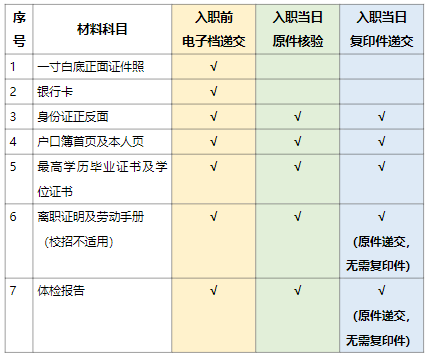 序号 材料科目 入职前电子档递交 入职当日原件核验 入职当日复印件递交
1 一寸白底正面证件照 √
2 银行卡 √
3 身份证正反面 √ √ √
4 户口簿首页及本人页 √ √ √
5 最高学历毕业证书及学位证书 √ √ √
6 离职证明及劳动手册 √ √ √
（校招不适用） (原件递交，
无需复印件)
7 体检报告 √ √ √
(原件递交，
无需复印件)